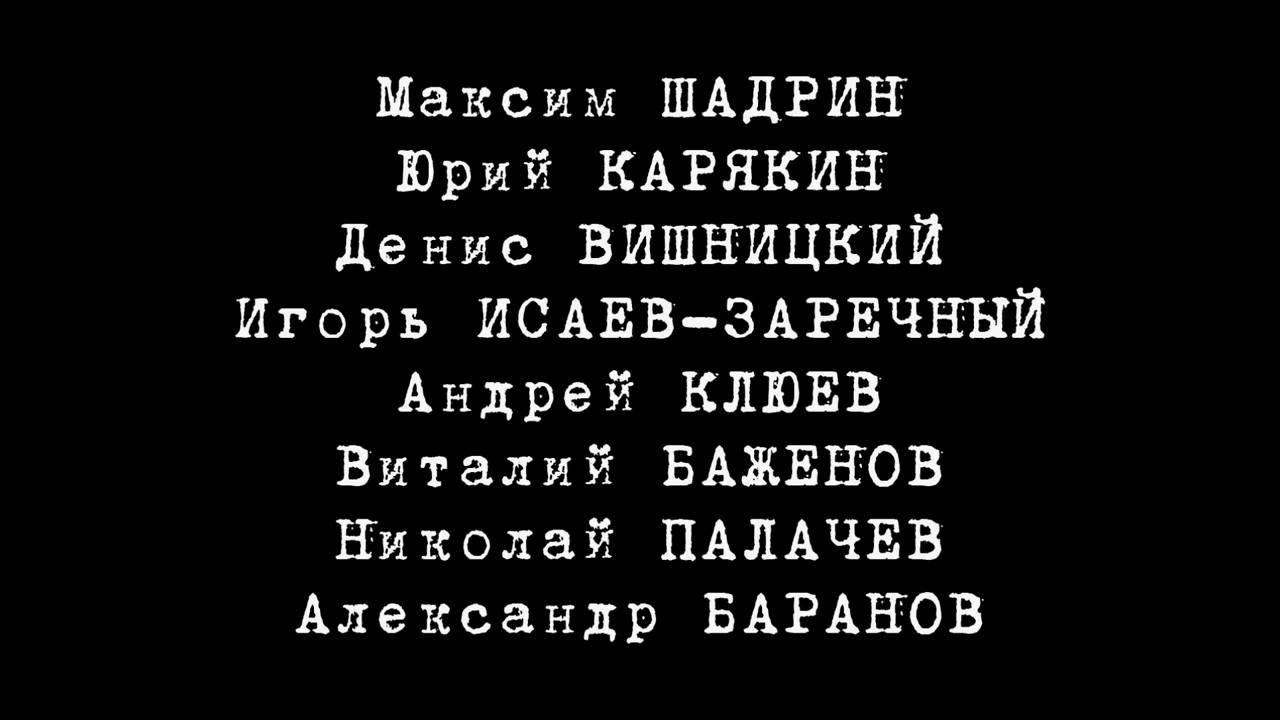 Максим ШАДРИН
Юрий КАРЯКИН
Денис ВИШНИЦКИЙ
Игорь ИСАЕВ-ЗАРЕЧНЫЙ
Андрей КЛЮЕВ
Виталий БАЖЕНОВ
Николай ПАЛАЧЕВ
Александр БАРАНОВ